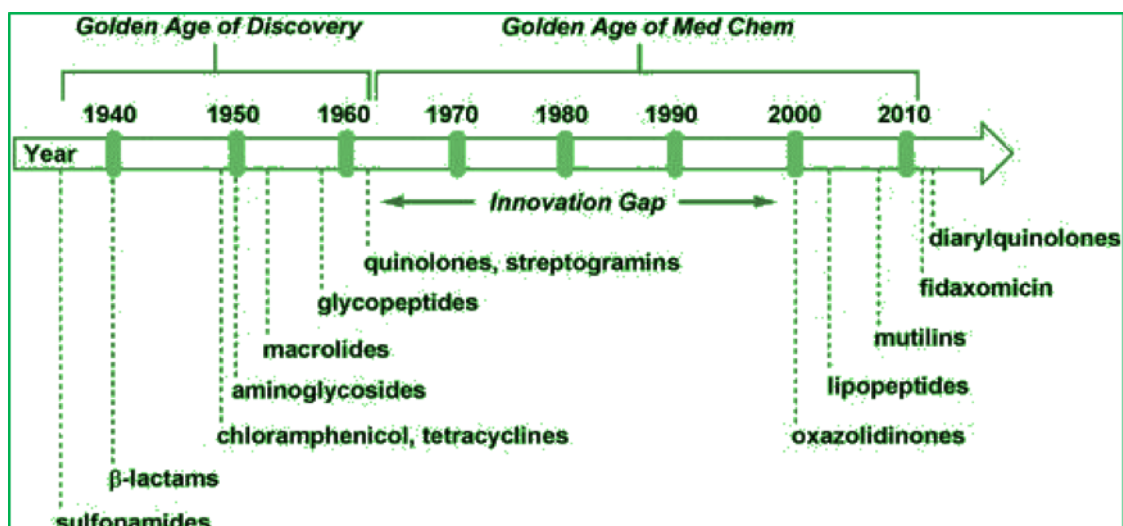 Golden Age of Discovery
Golden Age of Med Chem
1940 1950 1960 1970 1980 1990 2000 2010
Year
Innovation Gap
diarylquinolones
quinolones, streptogramins
fidaxomicin
glycopeptides
mutilins
macrolides
lipopeptides
aminoglycosides
chloramphenicol, tetracyclines
oxazolidinones
β-lactams
sulfonamides